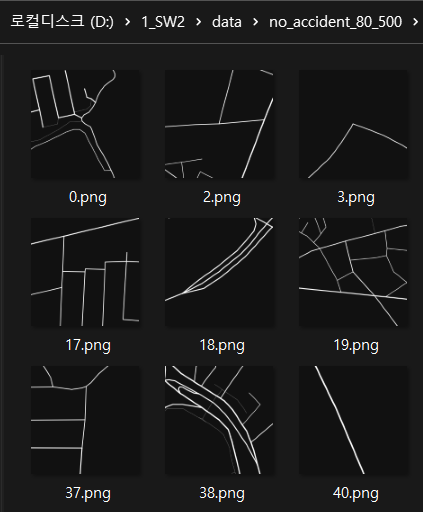 로컬디스크 (D:) > 1_SW2 > data > no_accident_80_500 >
0.png 2.png 3.png
17.png 18.png 19.png
37.png 38.png 40.png